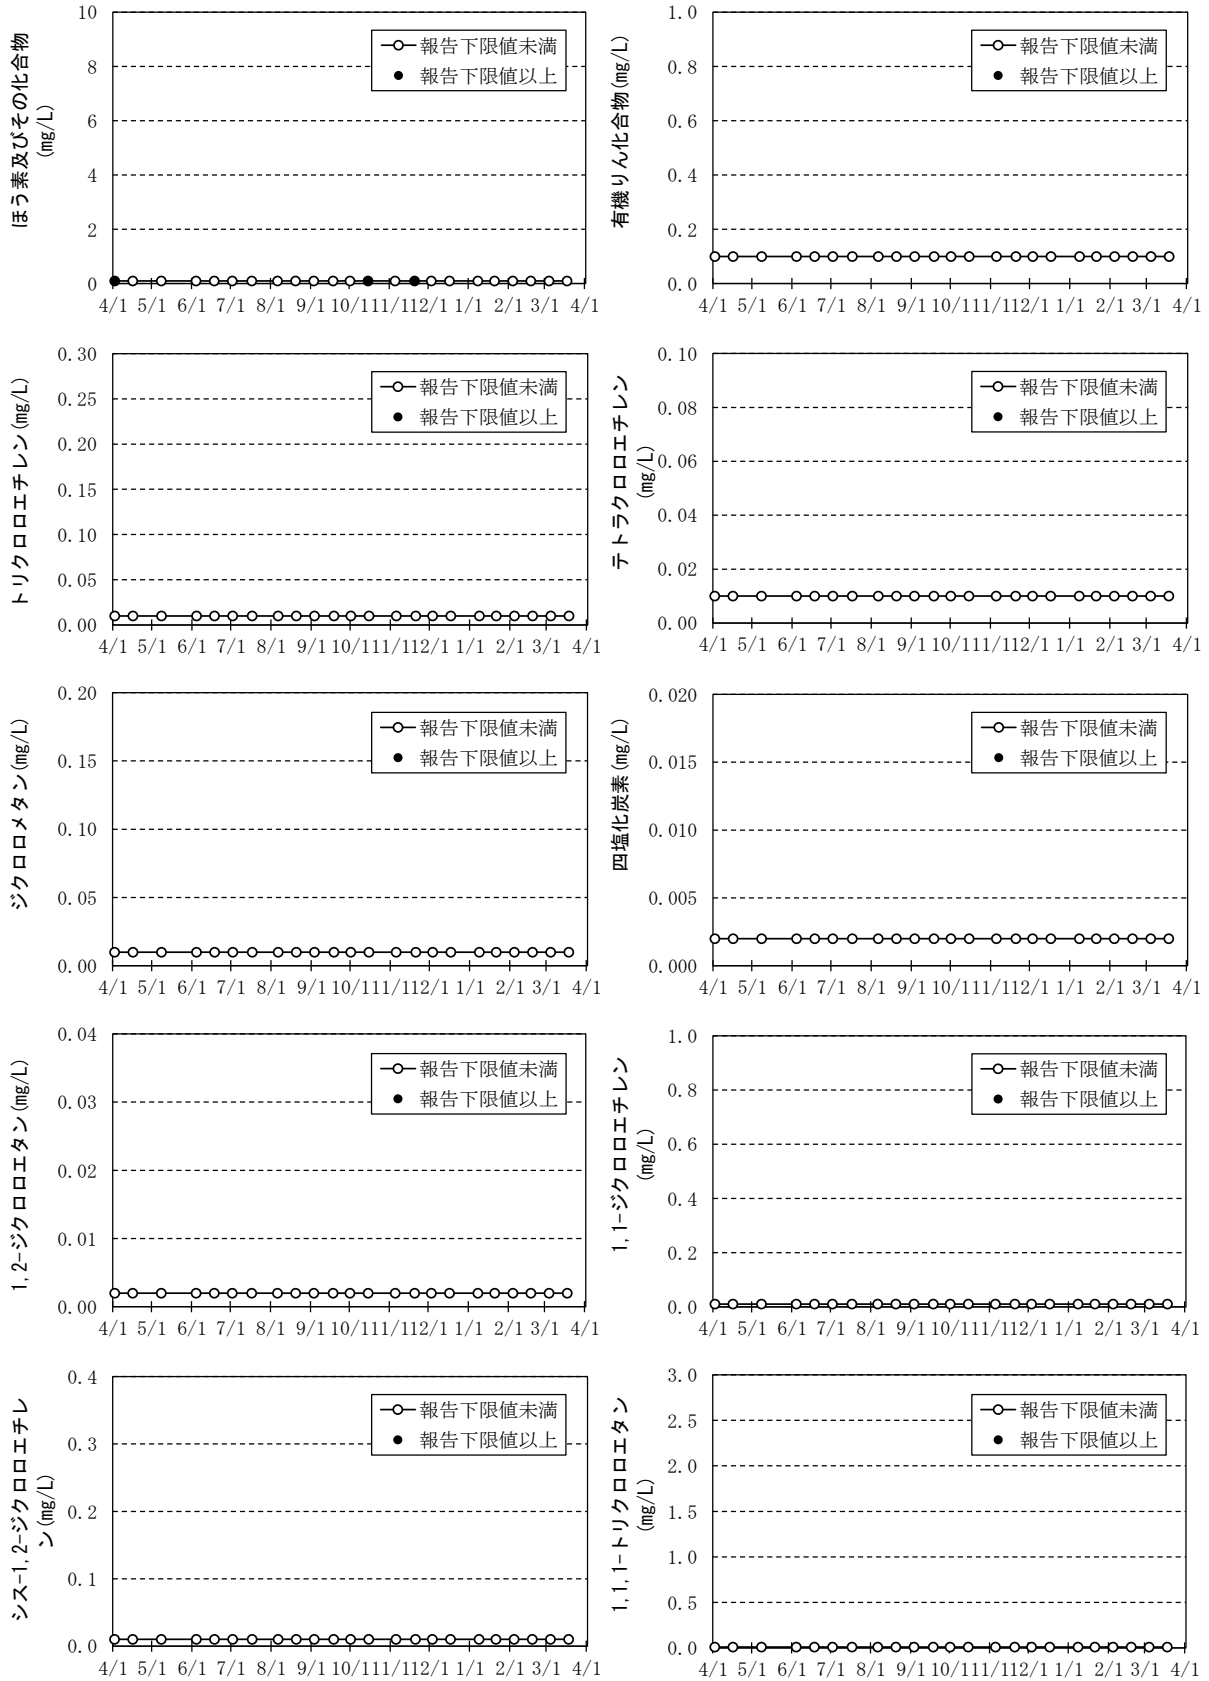 ほう素及びその化合物
(mg/L)
10
8
6
4
2
0
報告下限値未満
報告下限値以上
4/1 5/1 6/1 7/1 8/1 9/1 10/1 11/1 12/1 1/1 2/1 3/1 4/1
有機りん化合物(mg/L)
1.0
0.8
0.6
0.4
0.2
0.0
報告下限値未満
報告下限値以上
4/1 5/1 6/1 7/1 8/1 9/1 10/1 11/1 12/1 1/1 2/1 3/1 4/1
トリクロロエチレン(mg/L)
0.30
0.25
0.20
0.15
0.10
0.05
0.00
報告下限値未満
報告下限値以上
4/1 5/1 6/1 7/1 8/1 9/1 10/1 11/1 12/1 1/1 2/1 3/1 4/1
テトラクロロエチレン
(mg/L)
0.10
0.08
0.06
0.04
0.02
0.00
報告下限値未満
報告下限値以上
4/1 5/1 6/1 7/1 8/1 9/1 10/1 11/1 12/1 1/1 2/1 3/1 4/1
ジクロロメタン(mg/L)
0.20
0.15
0.10
0.05
0.00
報告下限値未満
報告下限値以上
4/1 5/1 6/1 7/1 8/1 9/1 10/1 11/1 12/1 1/1 2/1 3/1 4/1
四塩化炭素(mg/L)
0.020
0.015
0.010
0.005
0.000
報告下限値未満
報告下限値以上
4/1 5/1 6/1 7/1 8/1 9/1 10/1 11/1 12/1 1/1 2/1 3/1 4/1
1,2-ジクロロエタン(mg/L)
0.04
0.03
0.02
0.01
0.00
報告下限値未満
報告下限値以上
4/1 5/1 6/1 7/1 8/1 9/1 10/1 11/1 12/1 1/1 2/1 3/1 4/1
1,1-ジクロロエチレン
(mg/L)
1.0
0.8
0.6
0.4
0.2
0.0
報告下限値未満
報告下限値以上
4/1 5/1 6/1 7/1 8/1 9/1 10/1 11/1 12/1 1/1 2/1 3/1 4/1
シス-1,2-ジクロロエチレ
ン(mg/L)
0.4
0.3
0.2
0.1
0.0
報告下限値未満
報告下限値以上
4/1 5/1 6/1 7/1 8/1 9/1 10/1 11/1 12/1 1/1 2/1 3/1 4/1
1,1,1-トリクロロエタン
(mg/L)
3.0
2.5
2.0
1.5
1.0
0.5
0.0
報告下限値未満
報告下限値以上
4/1 5/1 6/1 7/1 8/1 9/1 10/1 11/1 12/1 1/1 2/1 3/1 4/1